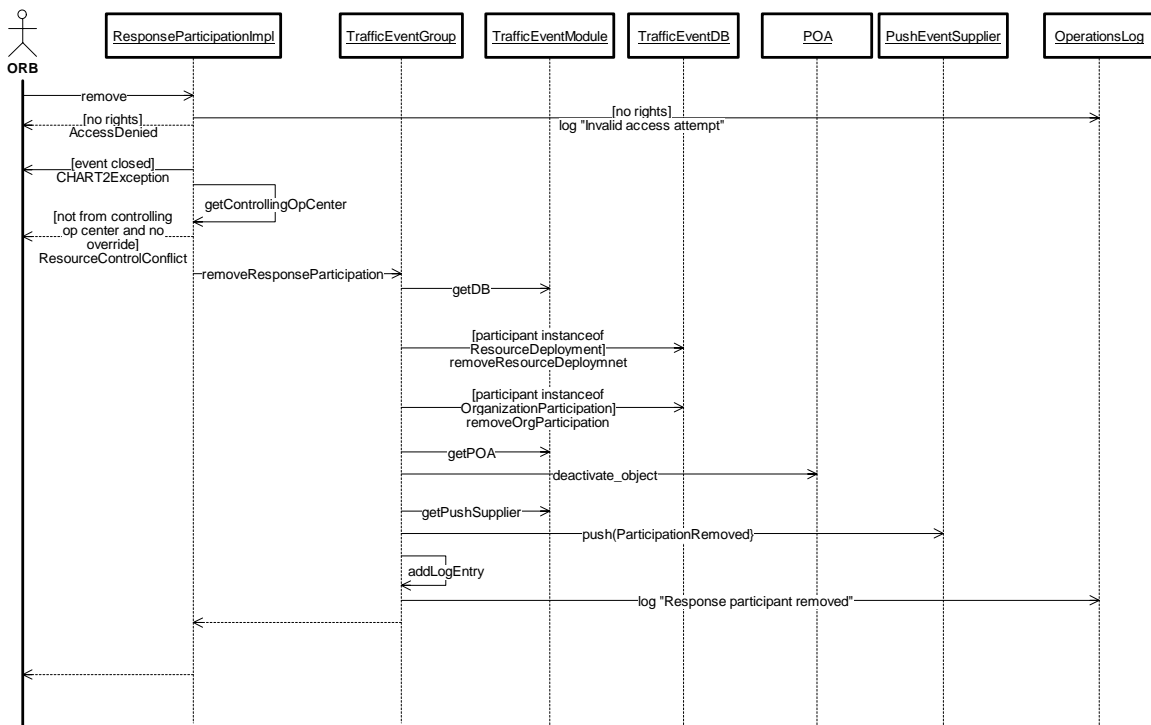 ResponseParticipationImpl
TrafficEventGroup
TrafficEventModule
TrafficEventDB
POA
PushEventSupplier
OperationsLog
ORB
remove
[no rights]
AccessDenied
[no rights]
log "Invalid access attempt"
[event closed]
CHART2Exception
getControllingOpCenter
[not from controlling
op center and no
override]
ResourceControlConflict
removeResponseParticipation
getDB
[participant instanceof
ResourceDeployment]
removeResourceDeploymnet
[participant instanceof
OrganizationParticipation]
removeOrgParticipation
getPOA
deactivate_object
getPushSupplier
push(ParticipationRemoved}
addLogEntry
log "Response participant removed"